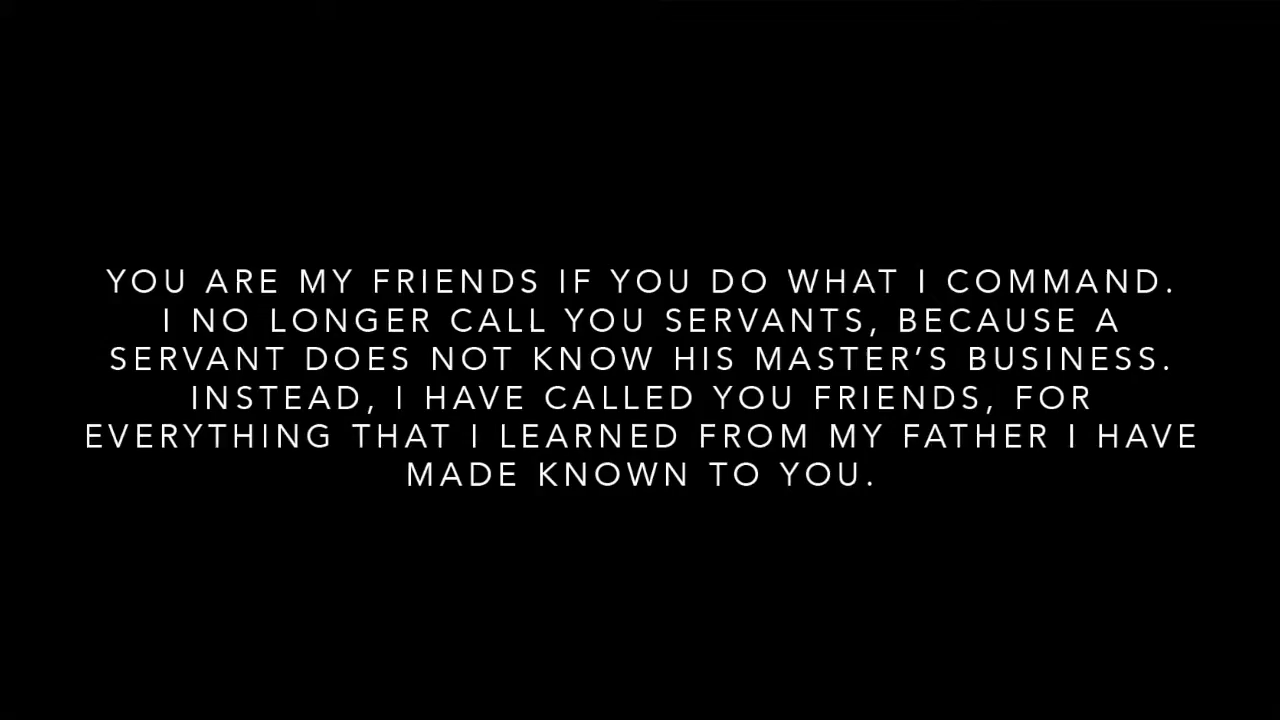 YOU ARE MY FRIENDS IF YOU DO WHAT I COMMAND.
I NO LONGER CALL YOU SERVANTS, BECAUSE A
SERVANT DOES NOT KNOW HIS MASTER’S BUSINESS.
INSTEAD, I HAVE CALLED YOU FRIENDS, FOR
EVERYTHING THAT I LEARNED FROM MY FATHER I HAVE
MADE KNOWN TO YOU.